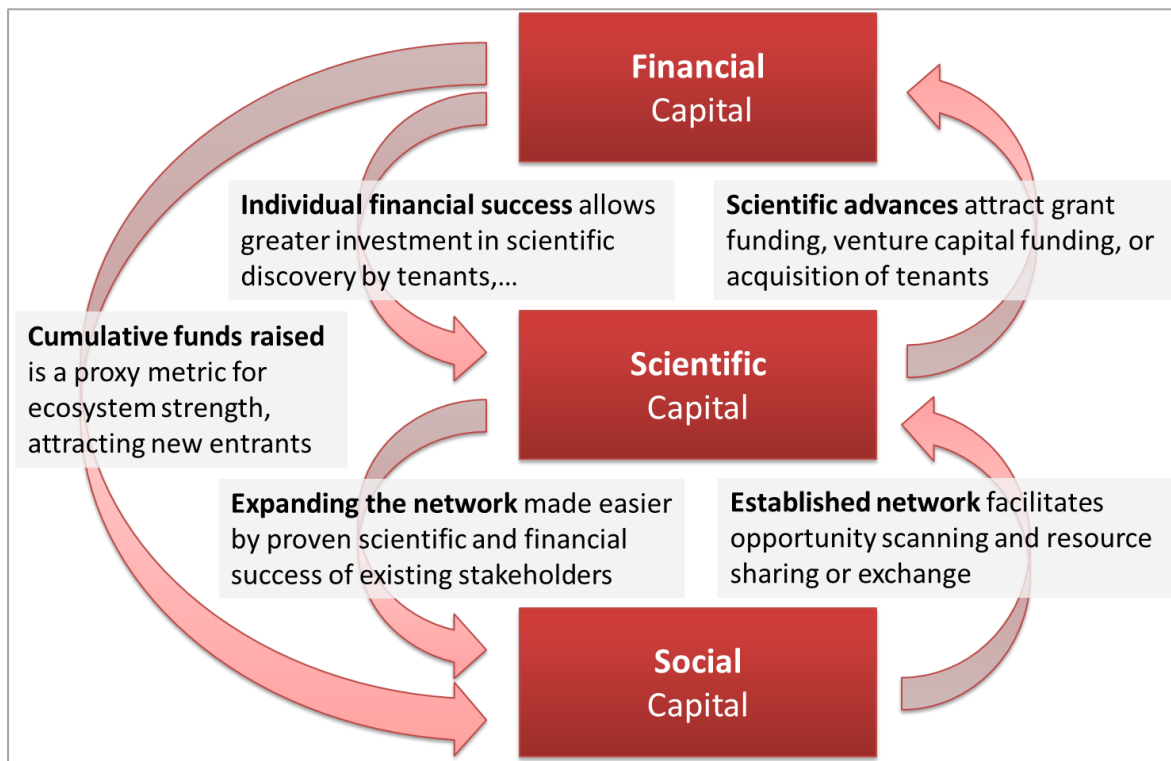 Financial
Capital
Individual financial success allows
greater investment in scientific
discovery by tenants,...
Scientific advances attract grant
funding, venture capital funding, or
acquisition of tenants
Cumulative funds raised
is a proxy metric for
ecosystem strength,
attracting new entrants
Scientific
Capital
Expanding the network made easier
by proven scientific and financial
success of existing stakeholders
Established network facilitates
opportunity scanning and resource
sharing or exchange
Social
Capital